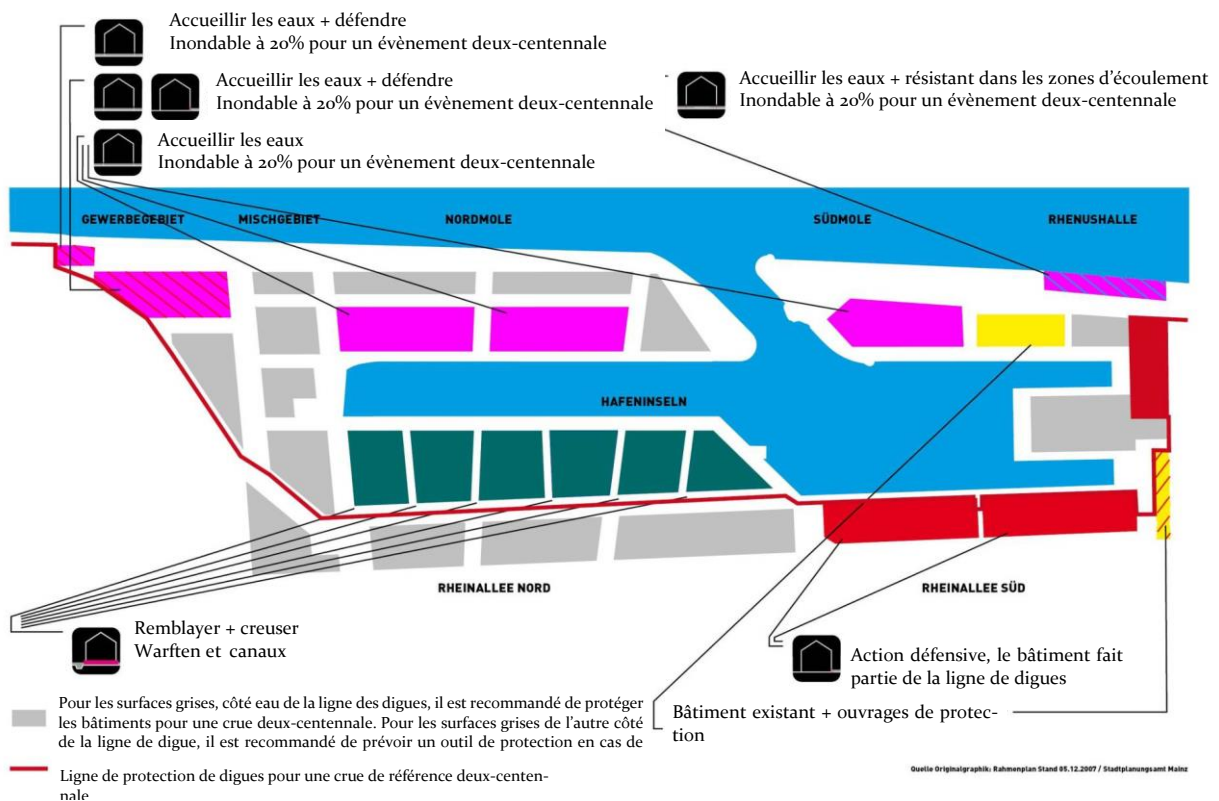 Accueillir les eaux + défendre
Inondable à 20% pour un évènement deux-centennale
Accueillir les eaux + défendre
Inondable à 20% pour un évènement deux-centennale
Accueillir les eaux + résistant dans les zones d'écoulement
Inondable à 20% pour un évènement deux-centennale
Accueillir les eaux
Inondable à 20% pour un évènement deux-centennale
GEWERBEGEBIET
MISCHGEBIET
NORDMOLE
SÜDMOLE
RHENUSHALLE
HAFENINSELN
RHEINALLEE NORD
RHEINALLEE SÜD
Remblayer + creuser
Warften et canaux
Action défensive, le bâtiment fait
partie de la ligne de digues
Pour les surfaces grises, côté eau de la ligne des digues, il est recommandé de protéger
les bâtiments pour une crue deux-centennale. Pour les surfaces grises de l'autre côté
de la ligne de digue, il est recommandé de prévoir un outil de protection en cas de
Bâtiment existant + ouvrages de protec-
tion
Ligne de protection de digues pour une crue de référence deux-centen-
nale
Quelle Originalgraphik: Rahmenplan Stand 05.12.2007 / Stadtplanungsamt Mainz